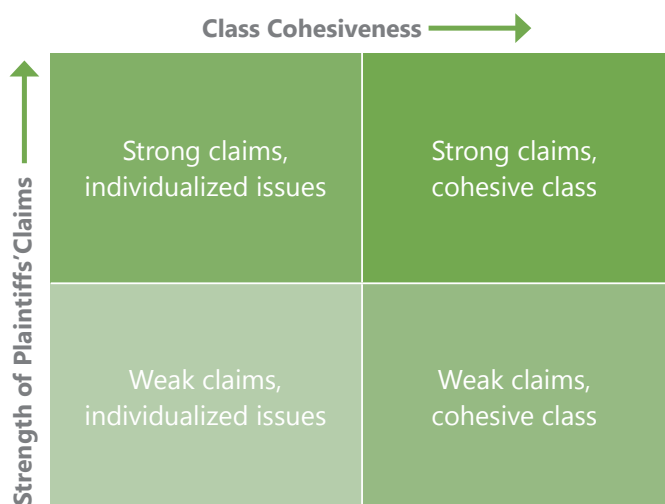 Class Cohesiveness
Strength of Plaintiffs' Claims
Strong claims,
individualized issues
Strong claims,
cohesive class
Weak claims,
individualized issues
Weak claims,
cohesive class